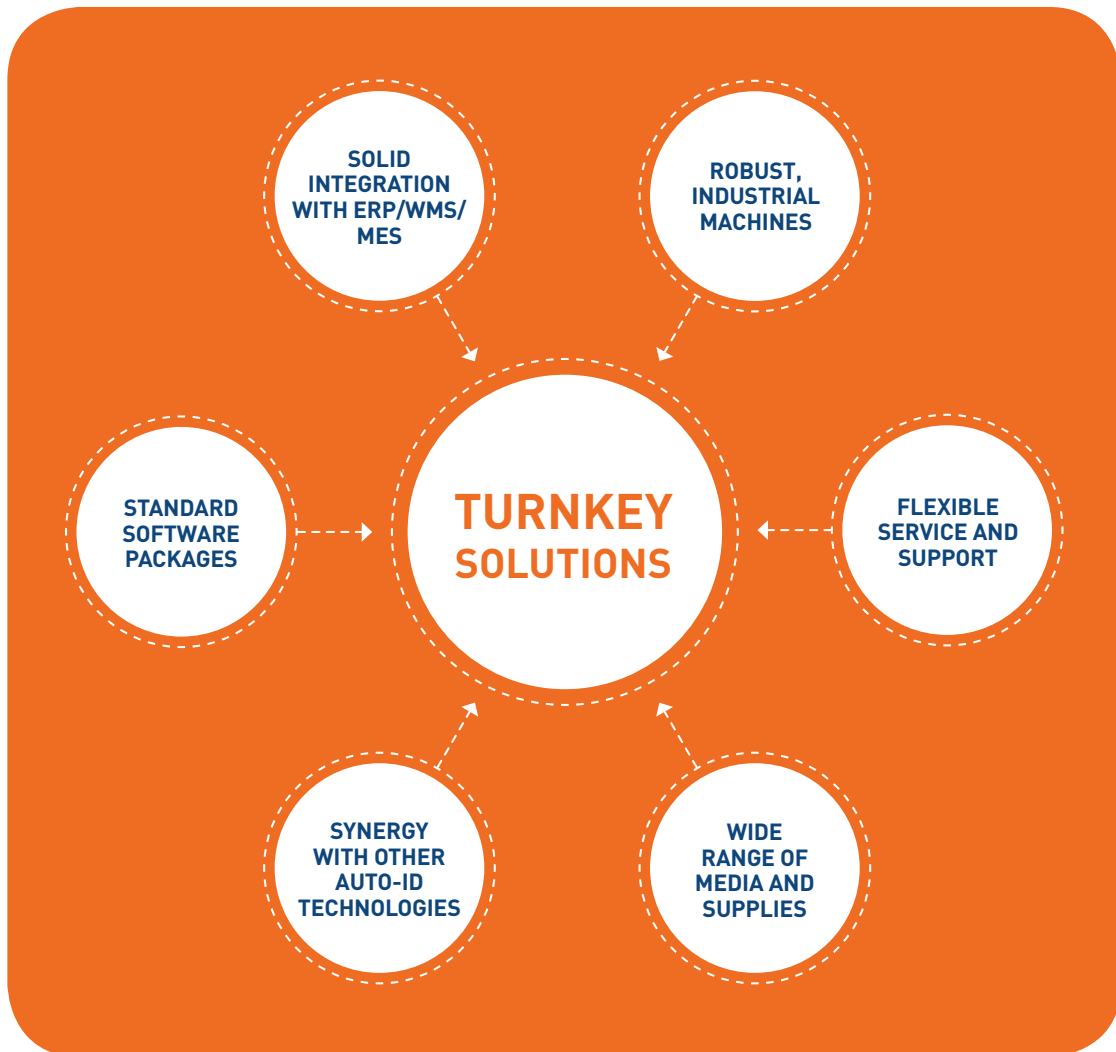 SOLID
INTEGRATION
WITH ERP/WMS/
MES
ROBUST,
INDUSTRIAL
MACHINES
STANDARD
SOFTWARE
PACKAGES
TURNKEY
SOLUTIONS
FLEXIBLE
SERVICE AND
SUPPORT
SYNERGY
WITH OTHER
AUTO-ID
TECHNOLOGIES
WIDE
RANGE OF
MEDIA AND
SUPPLIES